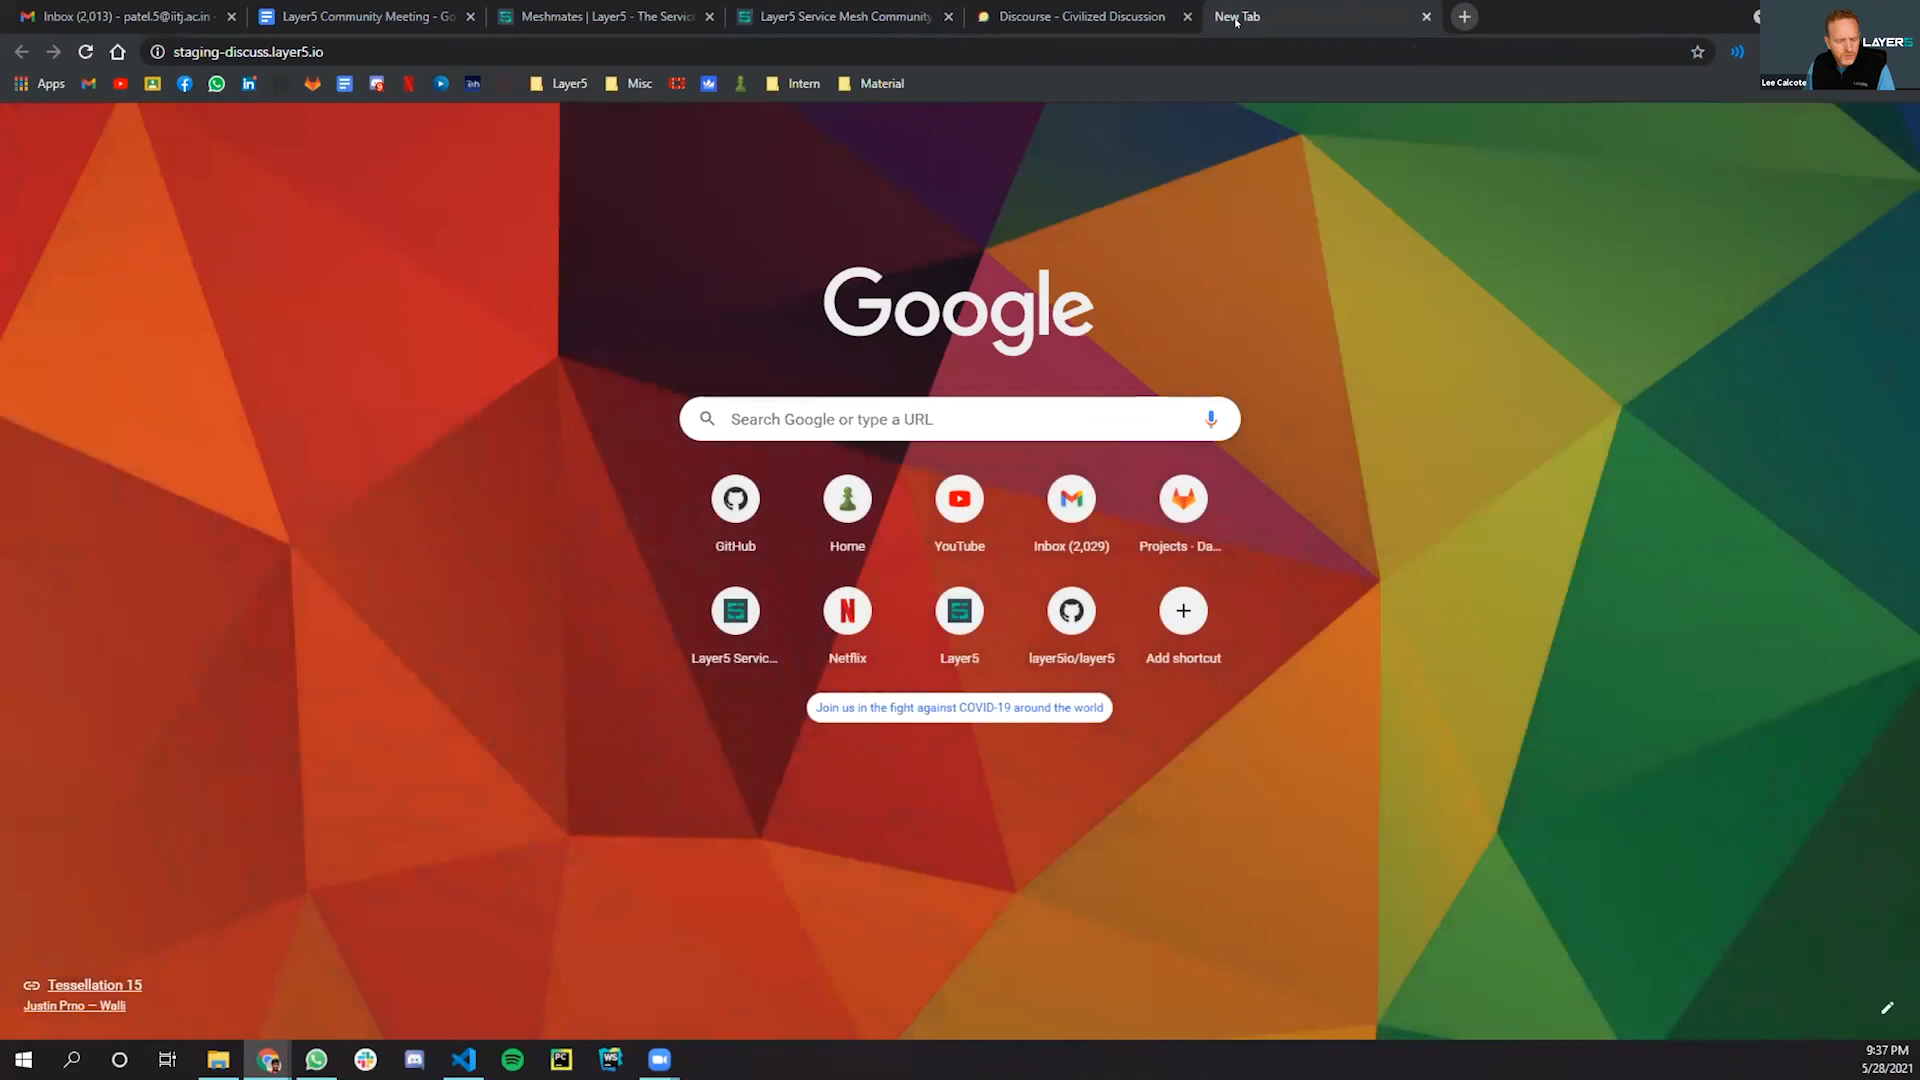 Inbox (2,013) - patel.5@iitj.ac.in -
Layer5 Community Meeting - Go
Meshmates | Layer5 - The Servic
Layer5 Service Mesh Community
Discourse - Civilized Discussion
New Tab
staging-discuss.layer5.io
Apps
Layer5
Misc
Intern
Material
LAYER5
Lee Calcote
Google
Search Google or type a URL
GitHub
Home
YouTube
Inbox (2,029)
Projects · Da...
Layer5 Servic...
Netflix
Layer5
layer5io/layer5
Add shortcut
Join us in the fight against COVID-19 around the world
Tessellation 15
Justin Prno — Walli
9:37 PM
5/28/2021